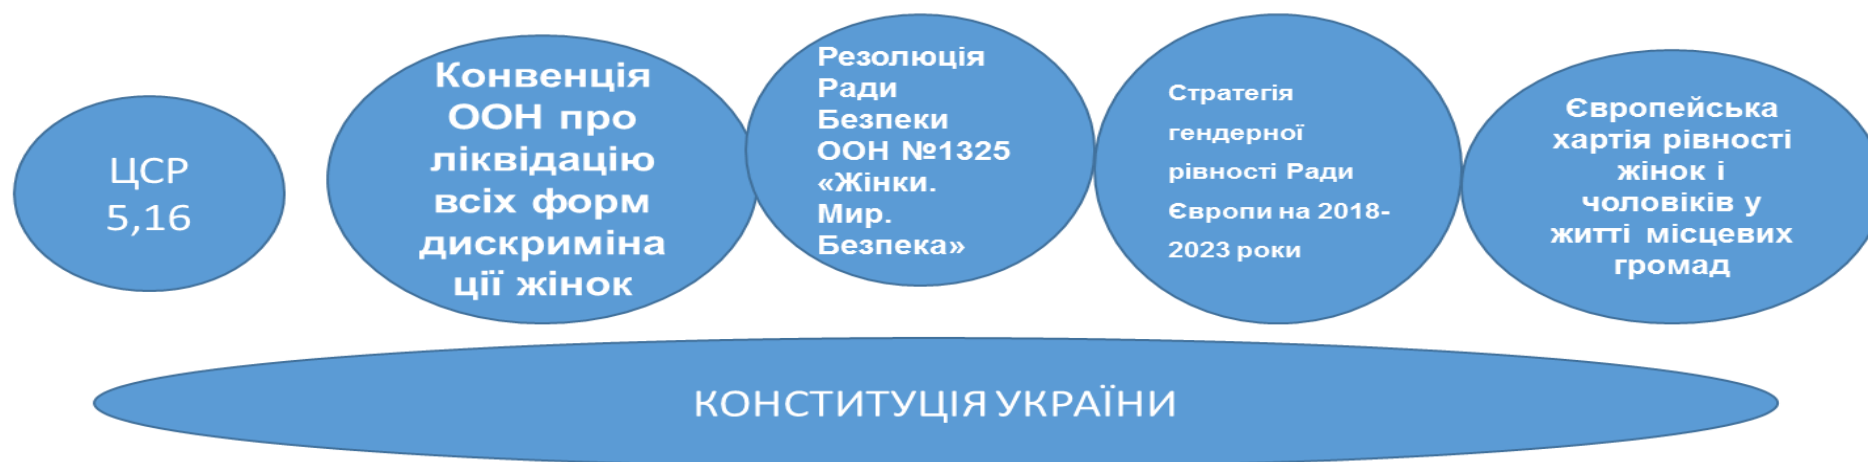 ЦСР
5,16
Конвенція
ООН про
ліквідацію
всіх форм
дискриміна
ції жінок
Резолюція
Ради
Безпеки
ООН №1325
«Жінки.
Мир.
Безпека»
Стратегія
гендерної
рівності Ради
Європи на 2018-
2023 роки
Європейська
хартія рівності
жінок і
чоловіків у
житті місцевих
громад
КОНСТИТУЦІЯ УКРАЇНИ